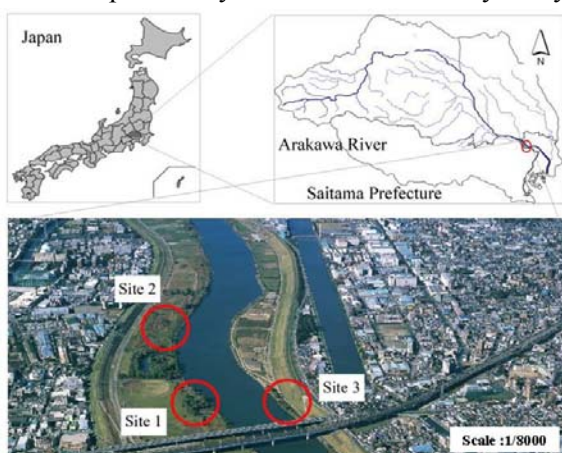 Japan
N
Arakawa River
Saitama Prefecture
Site 2
Site 1
Site 3
Scale :1/8000